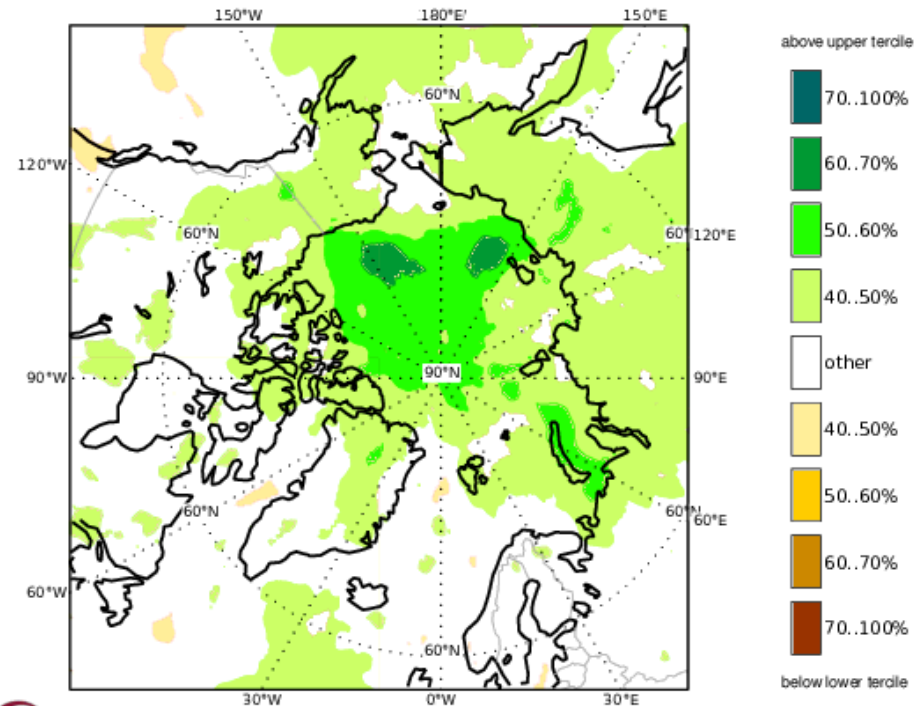 150°W 180°E' 150°E
above upper tercile
70..100%
60°N
60..70%
120°W
60°N 60° 120°E
50..60%
40..50%
other
90°W 90°N 90°E
40..50%
50..60%
60°N 60°N 60°E
60..70%
60°W
70..100%
60°N
below lower tercile
30°W 0°W 30°E